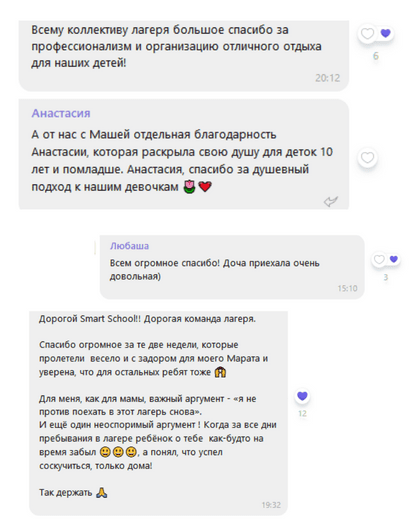 Всему коллективу лагеря большое спасибо за
профессионализм и организацию отличного отдыха
для наших детей!
6
20:12
Анастасия
А от нас с Машей отдельная благодарность
Анастасии, которая раскрыла свою душу для деток 10
лет и помладше. Анастасия, спасибо за душевный
подход к нашим девочкам 🌷❤️
Любаша
Всем огромное спасибо! Доча приехала очень
довольная)
15:10
3
Дорогой Smart School!! Дорогая команда лагеря.
Спасибо огромное за те две недели, которые
пролетели весело и с задором для моего Марата и
уверена, что для остальных ребят тоже 🙌
Для меня, как для мамы, важный аргумент - «я не
против поехать в этот лагерь снова».
И ещё один неоспоримый аргумент ! Когда за все дни
пребывания в лагере ребёнок о тебе как-будто на
время забыл 😀😀😀, а понял, что успел
соскучиться, только дома!
12
Так держать 🙏
19:32